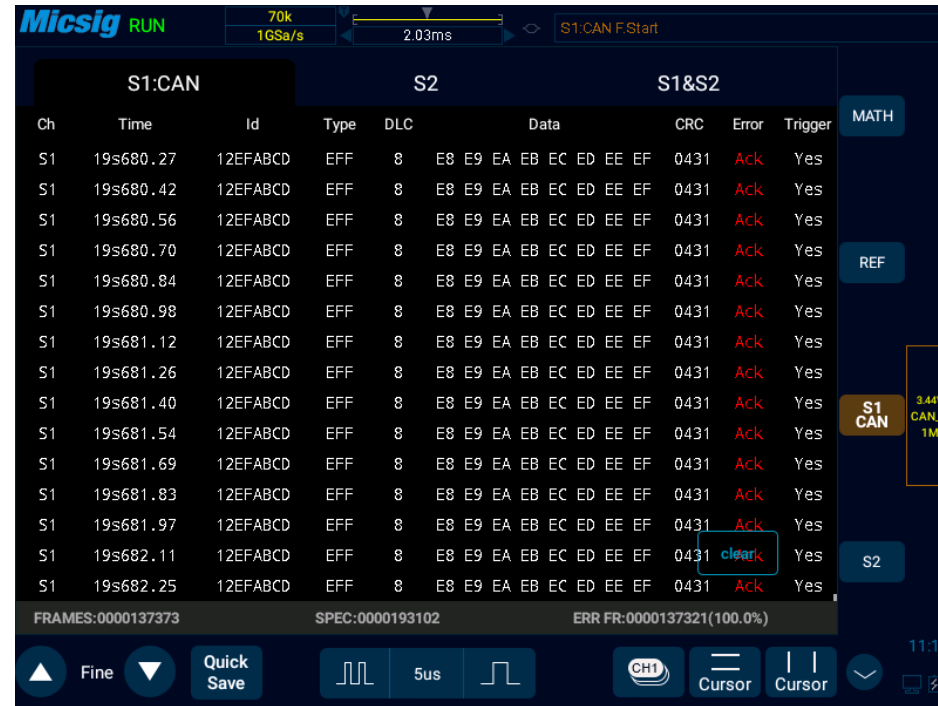 Micsig RUN 70k
1GSa/s 2.03ms S1:CAN F.Start
S1:CAN S2 S1&S2
Ch Time Id Type DLC Data CRC Error Trigger
S1 19s680.27 12EFABCD EFF 8 E8 E9 EA EB EC ED EE EF 0431 Ack Yes
S1 19s680.42 12EFABCD EFF 8 E8 E9 EA EB EC ED EE EF 0431 Ack Yes
S1 19s680.56 12EFABCD EFF 8 E8 E9 EA EB EC ED EE EF 0431 Ack Yes
S1 19s680.70 12EFABCD EFF 8 E8 E9 EA EB EC ED EE EF 0431 Ack Yes
S1 19s680.84 12EFABCD EFF 8 E8 E9 EA EB EC ED EE EF 0431 Ack Yes
S1 19s680.98 12EFABCD EFF 8 E8 E9 EA EB EC ED EE EF 0431 Ack Yes
S1 19s681.12 12EFABCD EFF 8 E8 E9 EA EB EC ED EE EF 0431 Ack Yes
S1 19s681.26 12EFABCD EFF 8 E8 E9 EA EB EC ED EE EF 0431 Ack Yes
S1 19s681.40 12EFABCD EFF 8 E8 E9 EA EB EC ED EE EF 0431 Ack Yes
S1 19s681.54 12EFABCD EFF 8 E8 E9 EA EB EC ED EE EF 0431 Ack Yes
S1 19s681.69 12EFABCD EFF 8 E8 E9 EA EB EC ED EE EF 0431 Ack Yes
S1 19s681.83 12EFABCD EFF 8 E8 E9 EA EB EC ED EE EF 0431 Ack Yes
S1 19s681.97 12EFABCD EFF 8 E8 E9 EA EB EC ED EE EF 0431 Ack Yes
S1 19s682.11 12EFABCD EFF 8 E8 E9 EA EB EC ED EE EF 0431 Ack Yes
clear
S1 19s682.25 12EFABCD EFF 8 E8 E9 EA EB EC ED EE EF 0431 Ack Yes
FRAMES:0000137373 SPEC:0000193102 ERR FR:0000137321(100.0%)
MATH
REF
S1
CAN
3.44
CAN_
1M
S2
Fine
Quick
Save
5us
CH1
Cursor
Cursor
11:1